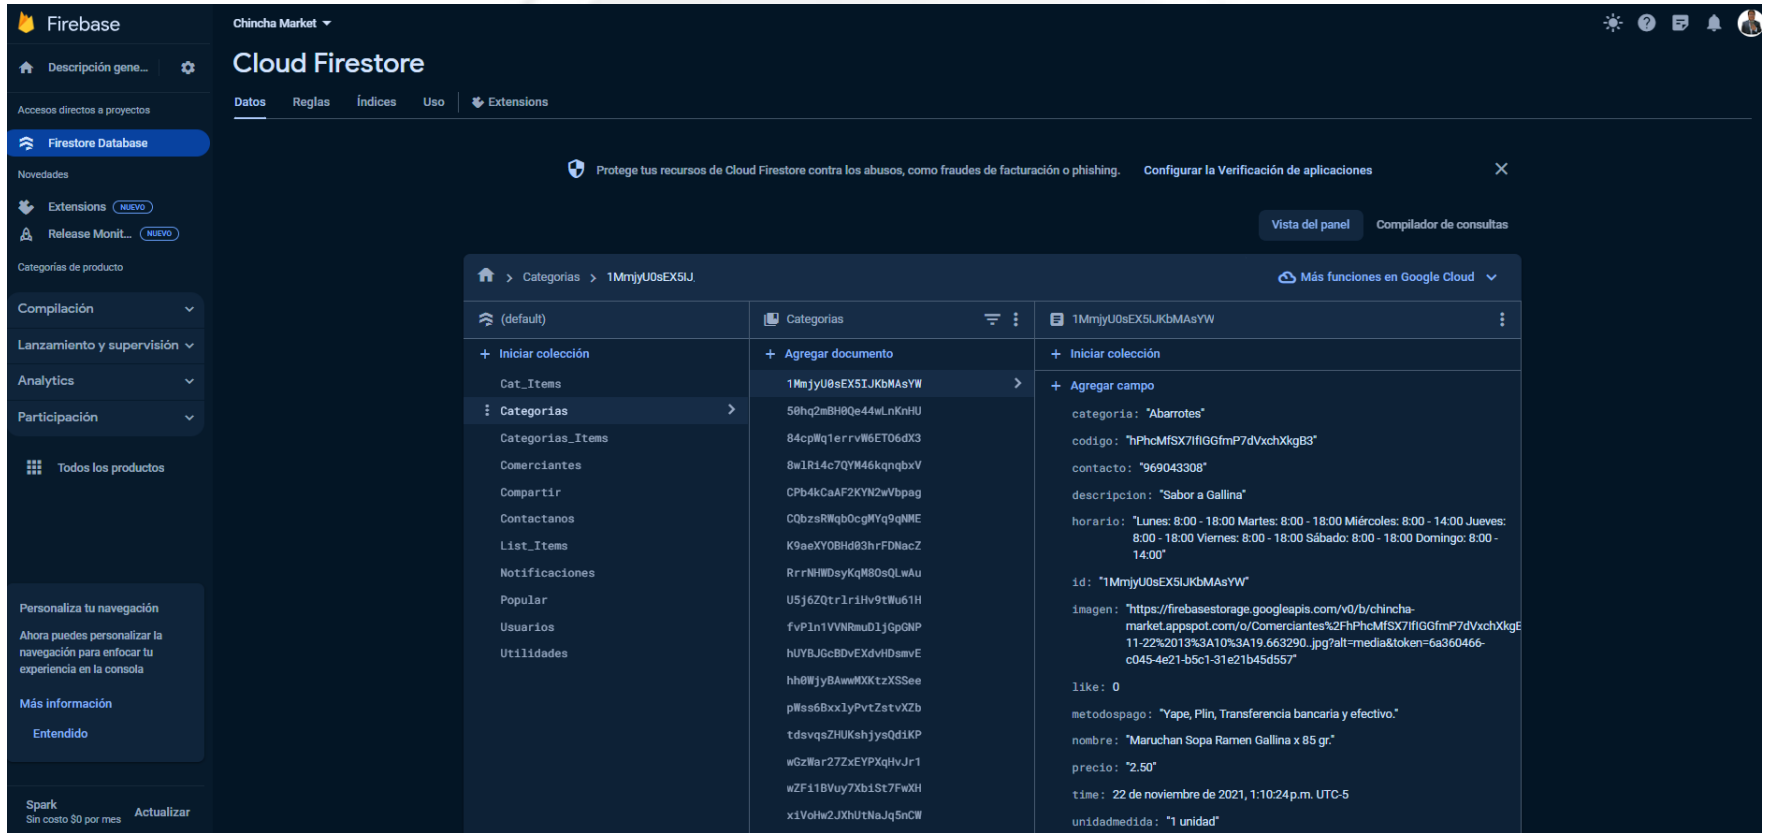 Firebase
Chincha Market
Descripción gene...
Cloud Firestore
Accesos directos a proyectos
Datos Reglas Índices Uso Extensions
Firestore Database
Novedades
Protege tus recursos de Cloud Firestore contra los abusos, como fraudes de facturación o phishing. Configurar la Verificación de aplicaciones
Extensions NUEVO
Release Monit... NUEVO
Vista del panel Compilador de consultas
Categorías de producto
Compilación
Lanzamiento y supervisión
Analytics
Participación
Todos los productos
Personaliza tu navegación
Ahora puedes personalizar la
navegación para enfocar tu
experiencia en la consola
Más información
Entendido
Spark
Sin costo $0 por mes
Actualizar
Categorias > 1MmjyU0sEX5IJ
Más funciones en Google Cloud
(default)
Iniciar colección
Cat_Items
Categorias
Categorias_Items
Comerciantes
Compartir
Contactanos
List_Items
Notificaciones
Popular
Usuarios
Utilidades
Categorias
Agregar documento
1MmjyU0sEX5IJKbMAsYW
50hq2mBH0Qe44wLnKnHU
84cpWq1errvW6ETO6dX3
8wlRi4c7QYM46kqnqbxV
CPb4kCaAF2KYN2wVbpag
CQbzsRWqbOcgMYq9qNME
K9aeXYOBHd03hrFDNacZ
RrrNHWDsyKqM8OsQLwAu
U5j6ZQtrlriHv9tWu61H
fvPln1VVNRmuDljGpGNP
hUYBJGcBDvEXdvHDsmvE
hh0WjyBAwwMXKtzXSSee
pWss6BxxlyPvtZstvXZb
tdsvqsZHUKshjysQdiKP
wGzWar27ZxEYPXqHvJr1
wZFi1BVuy7XbiSt7FwXH
xiVoHw2JXhUtNaJq5nCW
1MmjyU0sEX5IJKbMAsYW
Iniciar colección
Agregar campo
categoria: "Abarrotes"
codigo: "hPhcMfSX7IfIGGfmP7dVxchXkgB3"
contacto: "969043308"
descripcion: "Sabor a Gallina"
horario: "Lunes: 8:00 - 18:00 Martes: 8:00 - 18:00 Miércoles: 8:00 - 14:00 Jueves:
8:00 - 18:00 Viernes: 8:00 - 18:00 Sábado: 8:00 - 18:00 Domingo: 8:00 -
14:00"
id: "1MmjyU0sEX5IJKbMAsYW"
imagen: "https://firebasestorage.googleapis.com/v0/b/chincha-
market.appspot.com/o/Comerciantes%2FhPhcMfSX7IfIGGfmP7dVxchXkgE
11-22%2013%3A10%3A19.663290..jpg?alt=media&token=6a360466-
c045-4e21-b5c1-31e21b45d557"
like: 0
metodospago: "Yape, Plin, Transferencia bancaria y efectivo."
nombre: "Maruchan Sopa Ramen Gallina x 85 gr."
precio: "2.50"
time: 22 de noviembre de 2021, 1:10:24 p.m. UTC-5
unidadmedida: "1 unidad"